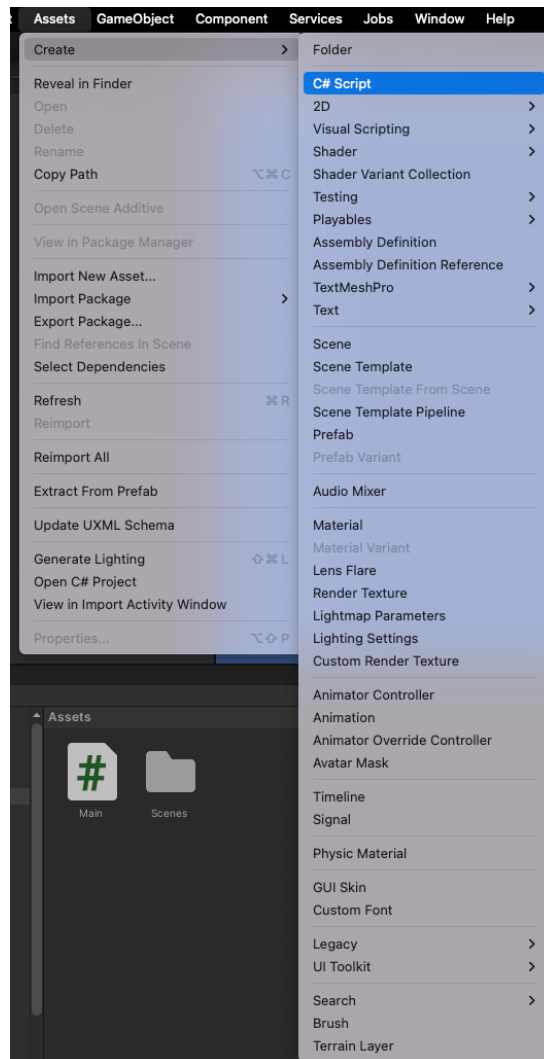 Assets GameObject Component Services Jobs Window Help
Create
Reveal in Finder
Open
Delete
Rename
Copy Path ⌥⌘C
Open Scene Additive
View in Package Manager
Import New Asset...
Import Package
Export Package...
Find References In Scene
Select Dependencies
Refresh ⌘R
Reimport
Reimport All
Extract From Prefab
Update UXML Schema
Generate Lighting ⇧⌘L
Open C# Project
View in Import Activity Window
Properties... ⌥⇧P
Folder
C# Script
2D
Visual Scripting
Shader
Shader Variant Collection
Testing
Playables
Assembly Definition
Assembly Definition Reference
TextMeshPro
Text
Scene
Scene Template
Scene Template From Scene
Scene Template Pipeline
Prefab
Prefab Variant
Audio Mixer
Material
Material Variant
Lens Flare
Render Texture
Lightmap Parameters
Lighting Settings
Custom Render Texture
Animator Controller
Animation
Animator Override Controller
Avatar Mask
Timeline
Signal
Physic Material
GUI Skin
Custom Font
Legacy
UI Toolkit
Search
Brush
Terrain Layer
Assets
#
Main Scenes